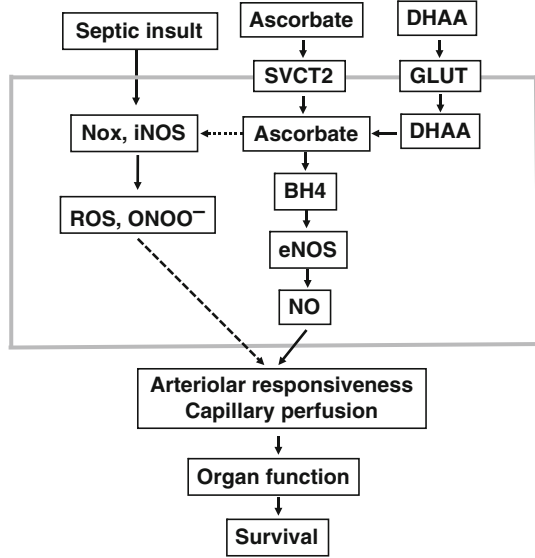 Septic insult
Ascorbate
DHAA
SVCT2
GLUT
Nox, iNOS
Ascorbate
DHAA
BH4
ROS, ONOO⁻
eNOS
NO
Arteriolar responsiveness
Capillary perfusion
Organ function
Survival